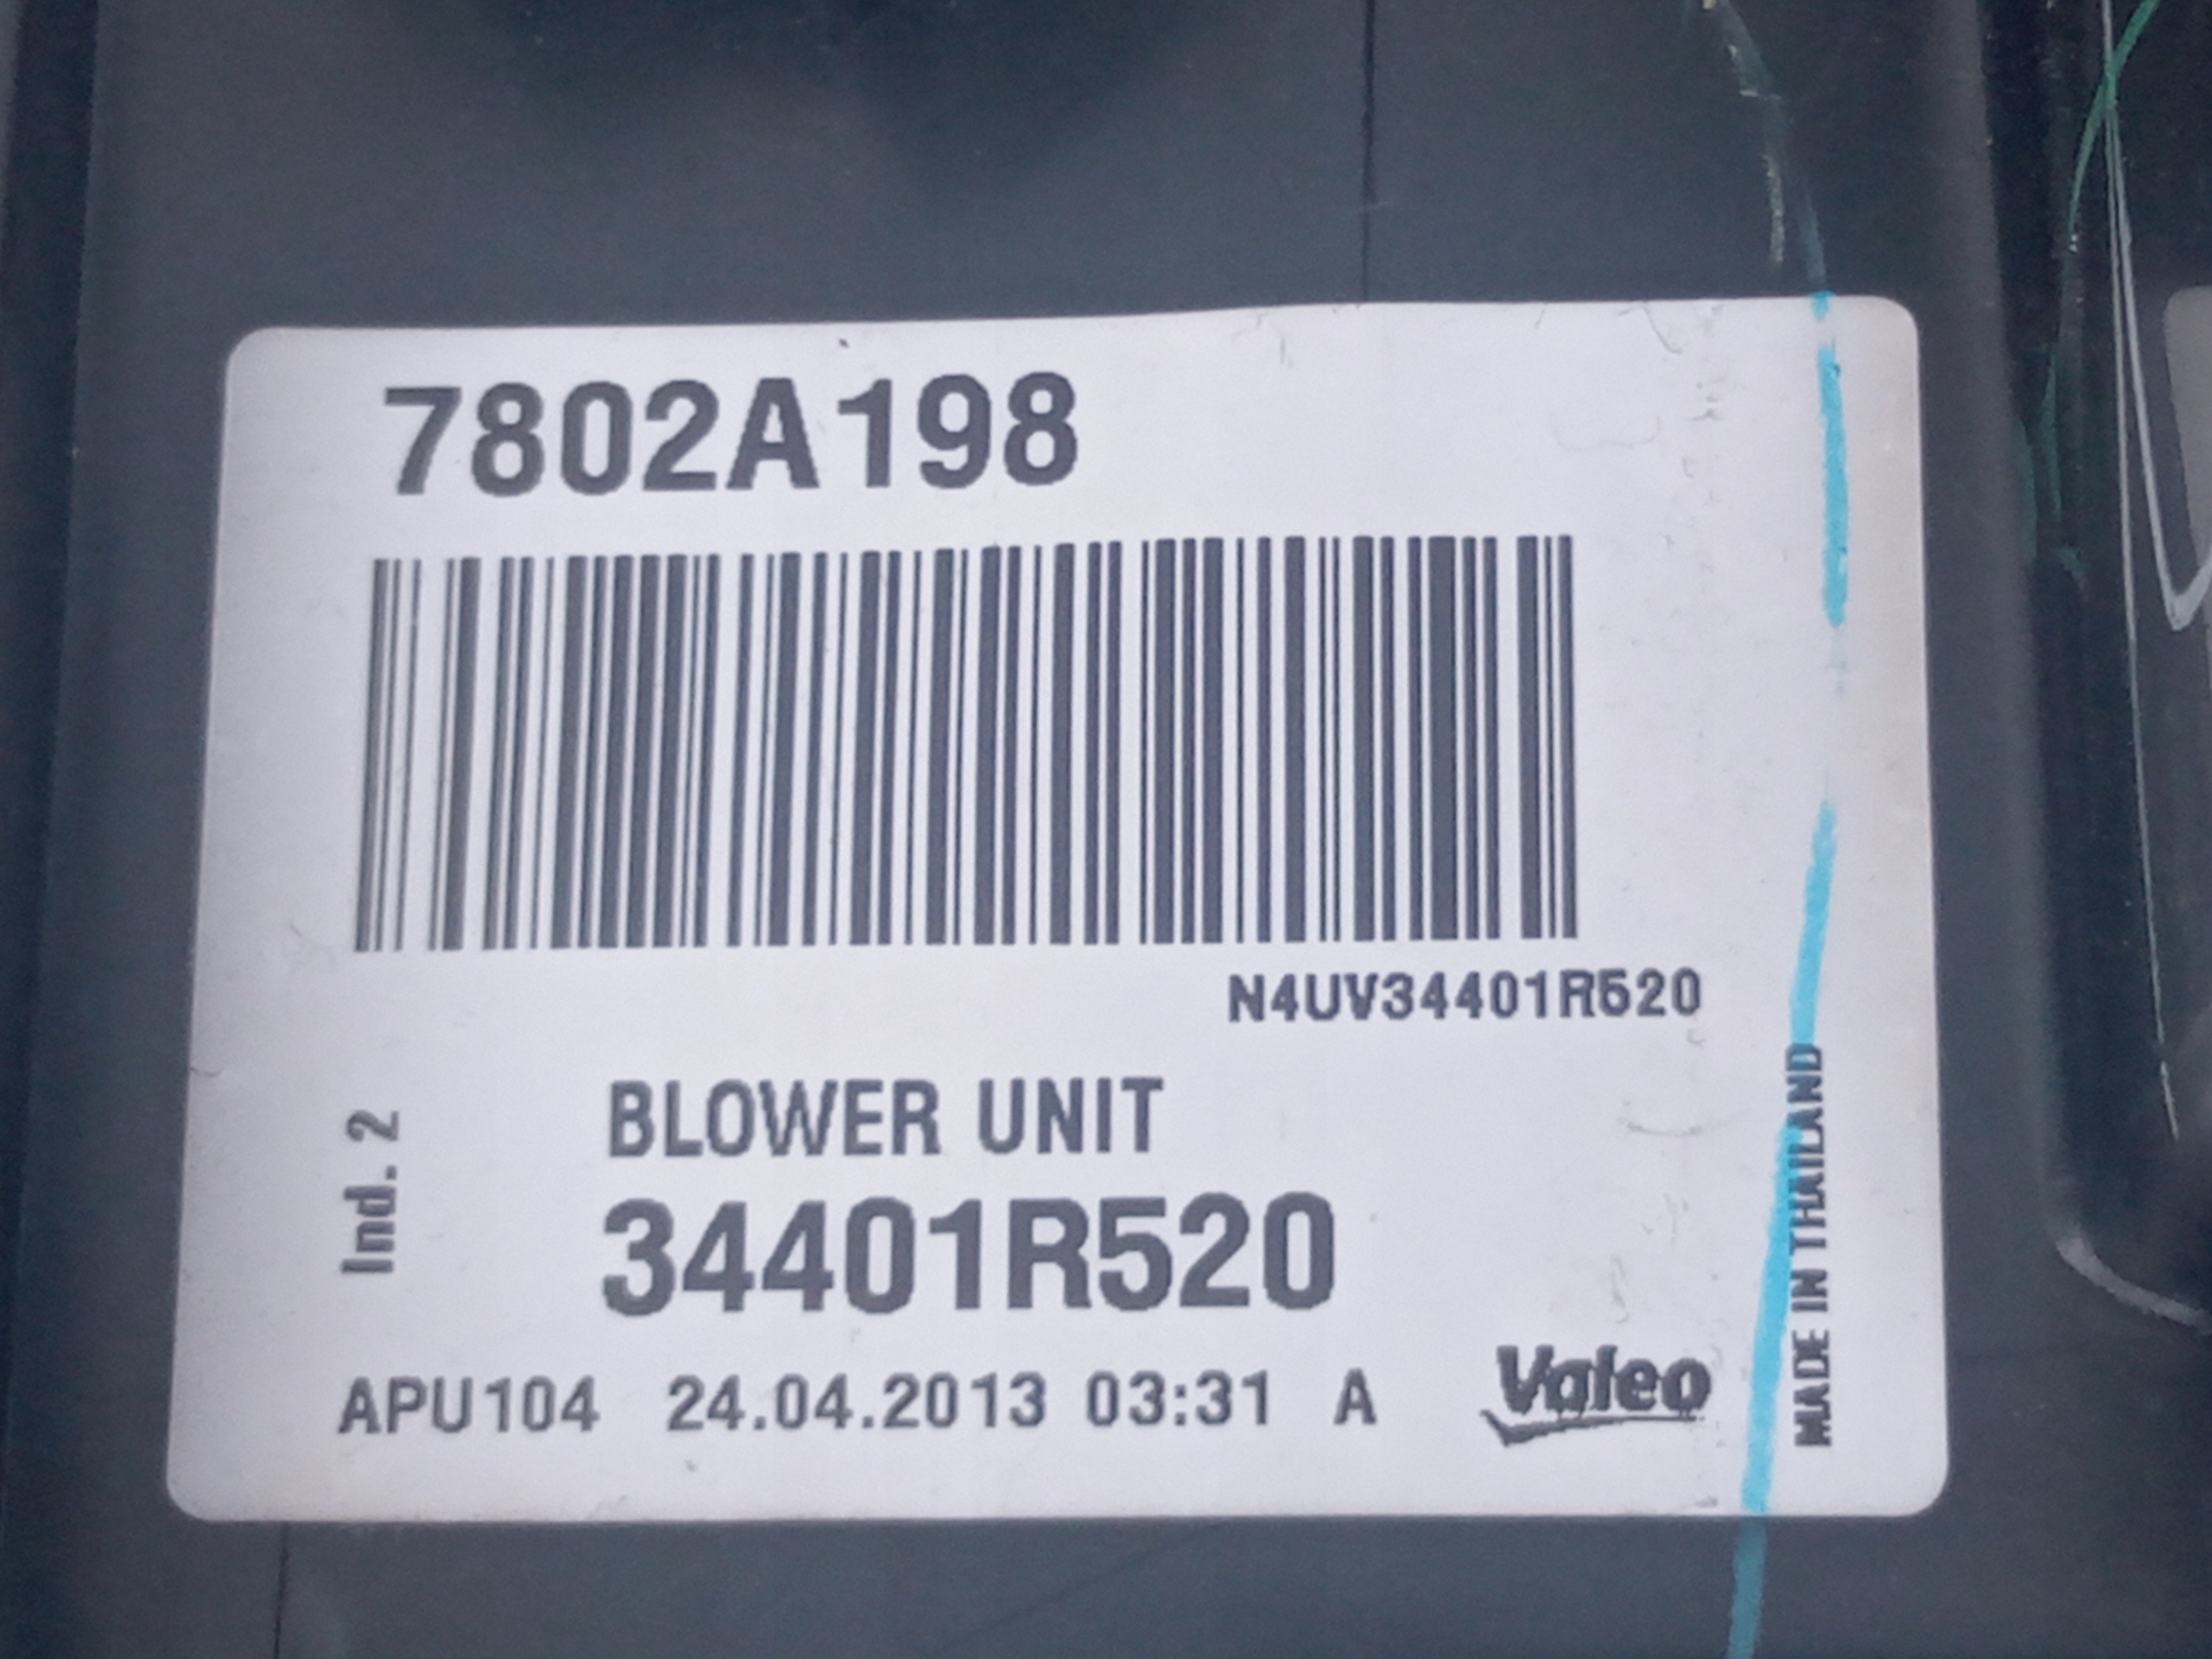 7802A198
N4UV34401R520
BLOWER UNIT
Ind. 2
34401R520
APU104 24.04.2013 03:31 A
Valeo
MADE IN THAILAND